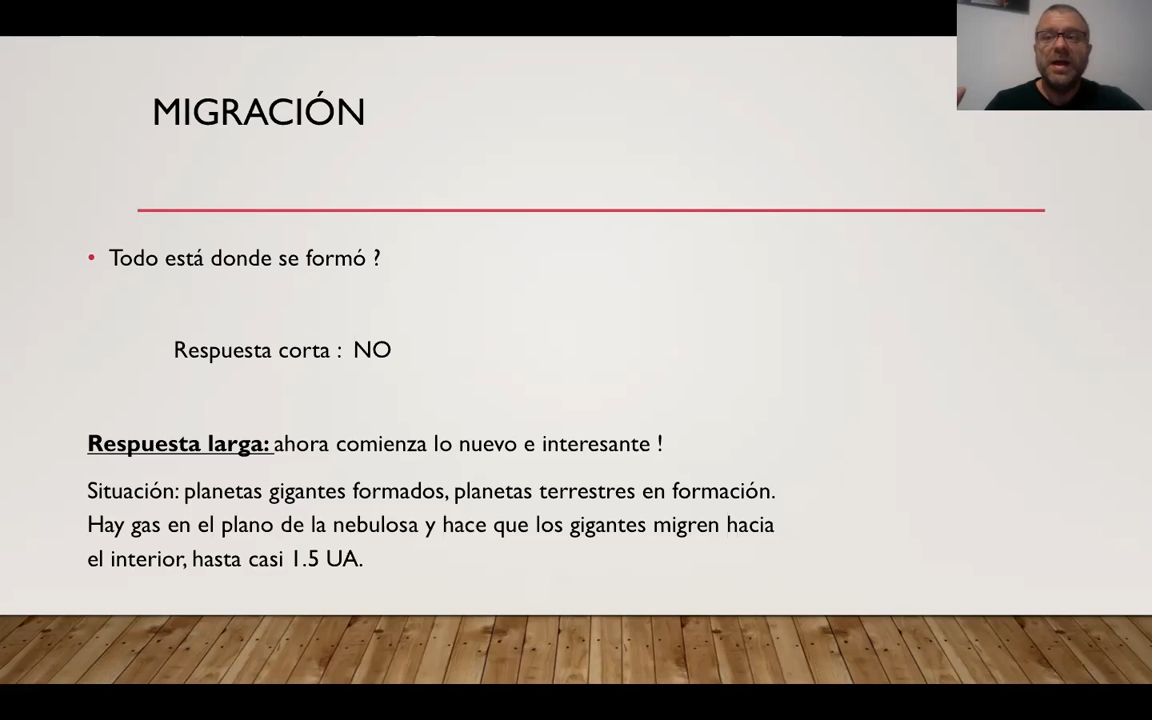 MIGRACIÓN
• Todo está donde se formó ?
Respuesta corta : NO
Respuesta larga: ahora comienza lo nuevo e interesante !
Situación: planetas gigantes formados, planetas terrestres en formación.
Hay gas en el plano de la nebulosa y hace que los gigantes migren hacia
el interior, hasta casi 1.5 UA.